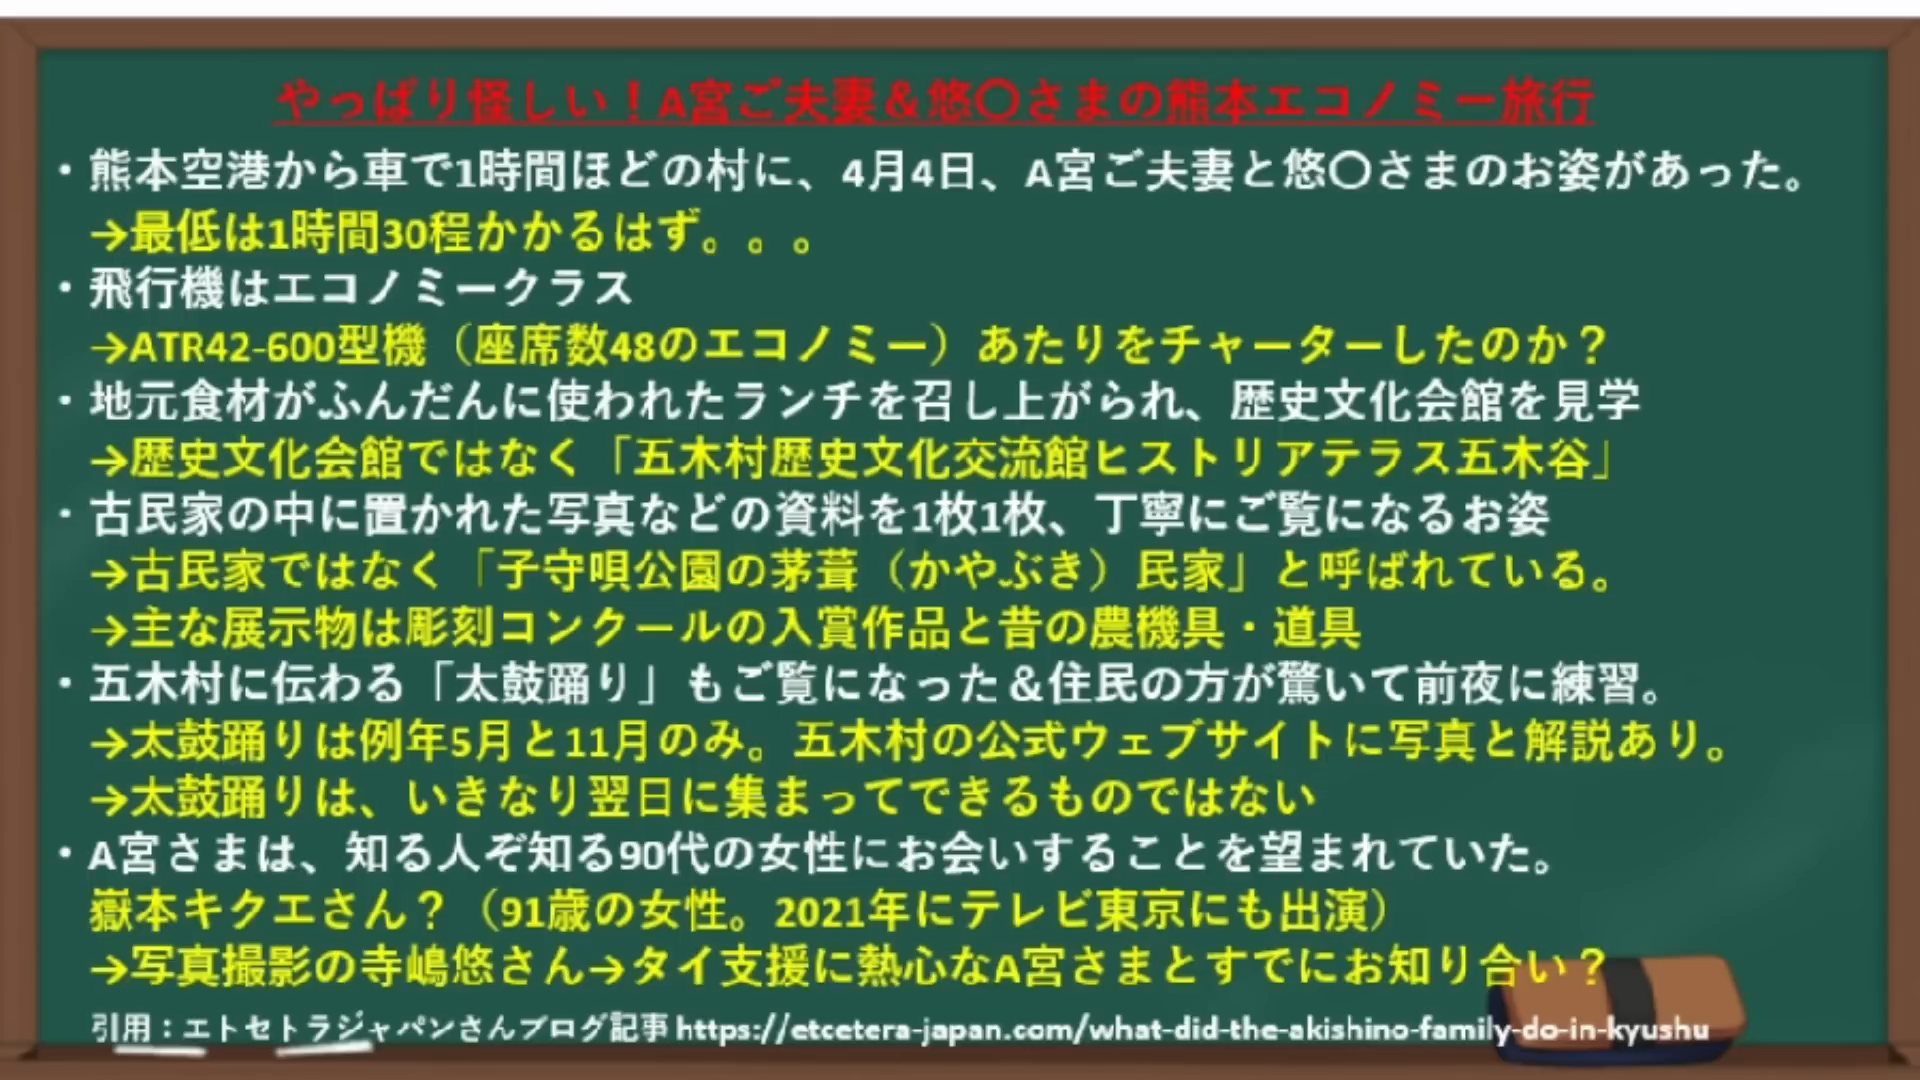 やっぱり怪しい！A宮ご夫妻＆悠〇さまの熊本エコノミー旅行
・熊本空港から車で1時間ほどの村に、4月4日、A宮ご夫妻と悠〇さまのお姿があった。
→最低は1時間30程かかるはず。。。
・飛行機はエコノミークラス
→ATR42-600型機（座席数48のエコノミー）あたりをチャーターしたのか？
・地元食材がふんだんに使われたランチを召し上がられ、歴史文化会館を見学
→歴史文化会館ではなく「五木村歴史文化交流館ヒストリアテラス五木谷」
・古民家の中に置かれた写真などの資料を1枚1枚、丁寧にご覧になるお姿
→古民家ではなく「子守唄公園の茅葺（かやぶき）民家」と呼ばれている。
→主な展示物は彫刻コンクールの入賞作品と昔の農機具・道具
・五木村に伝わる「太鼓踊り」もご覧になった＆住民の方が驚いて前夜に練習。
→太鼓踊りは例年5月と11月のみ。五木村の公式ウェブサイトに写真と解説あり。
→太鼓踊りは、いきなり翌日に集まってできるものではない
・A宮さまは、知る人ぞ知る90代の女性にお会いすることを望まれていた。
嶽本キクエさん？（91歳の女性。2021年にテレビ東京にも出演）
→写真撮影の寺嶋悠さん→タイ支援に熱心なA宮さまとすでにお知り合い？
引用：エトセトラジャパンさんブログ記事 https://etcetera-japan.com/what-did-the-akishino-family-do-in-kyushu